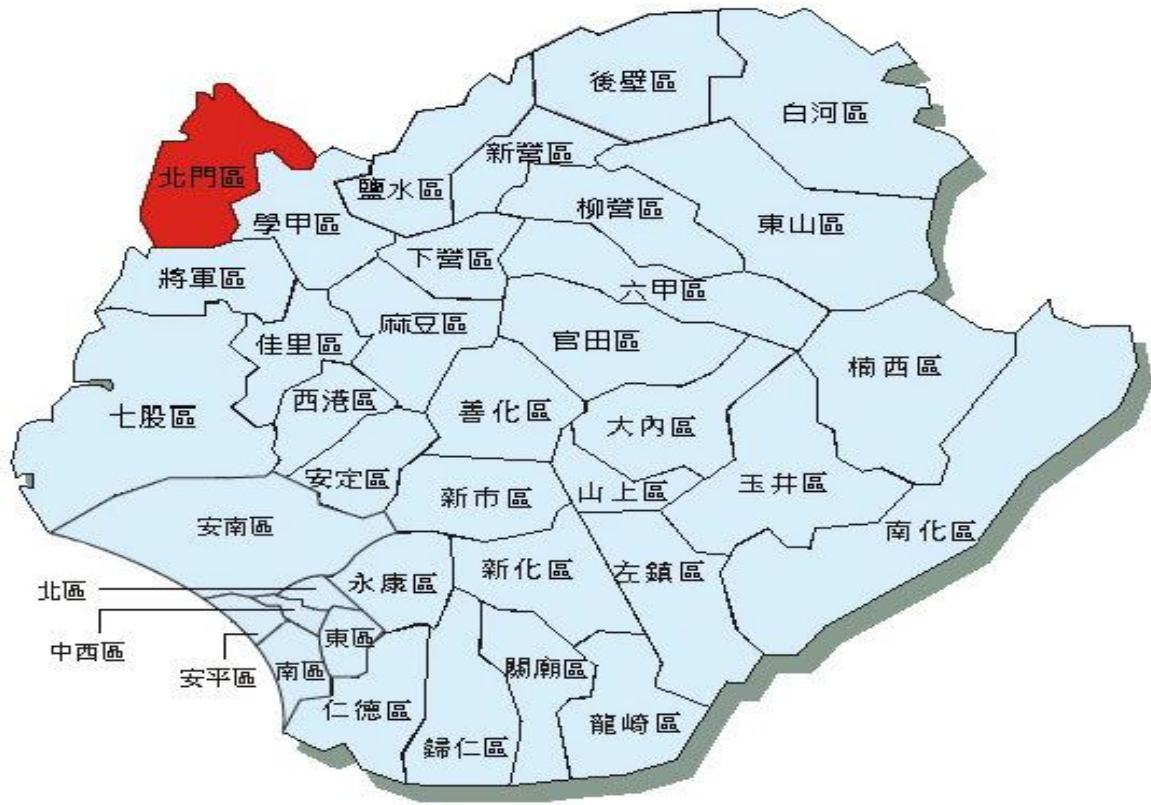 後壁區
白河區
新營區
北門區
鹽水區
柳營區
學甲區
東山區
下營區
將軍區
六甲區
麻豆區
佳里區
官田區
楠西區
西港區
七股區
善化區
大內區
安定區
新市區
山上區
玉井區
安南區
南化區
永康區
新化區
左鎮區
北區
中西區
東區
安平區
南區
關廟區
仁德區
龍崎區
歸仁區